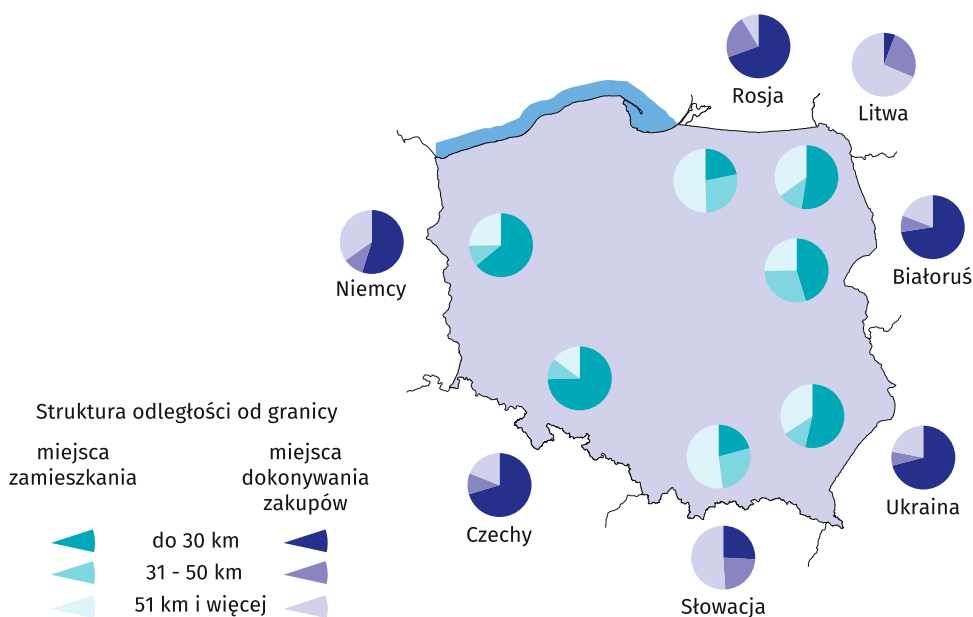 Rosja
Litwa
Białoruś
Niemcy
Struktura odległości od granicy
miejsca
zamieszkania
miejsca
dokonywania
zakupów
do 30 km
31 - 50 km
51 km i więcej
Czechy
Ukraina
Słowacja